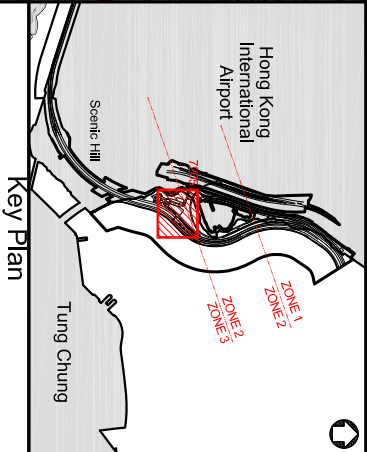 Hong Kong
International
Airport
Scenic Hill
ZONE 1
ZONE 2
ZONE 2
ZONE 3
Tung Chung
Key Plan